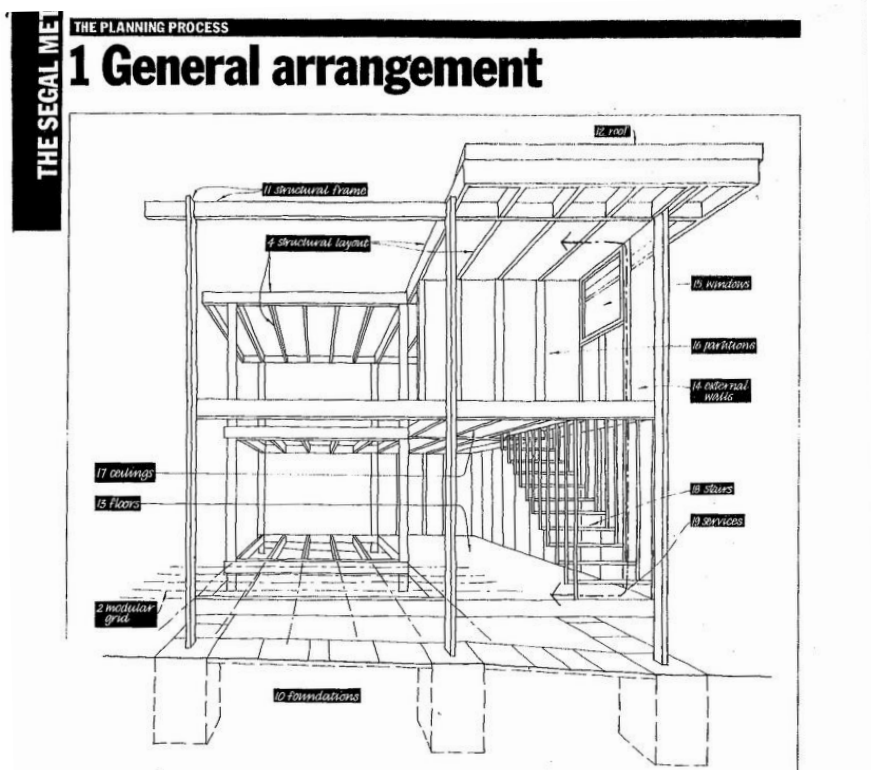 THE SEGAL MET
THE PLANNING PROCESS
1 General arrangement
12 roof
11 structural frame
4 structural layout
15 windows
16 partitions
14 external
walls
17 ceilings
13 floors
18 stairs
19 services
2 modular
grid
10 foundations